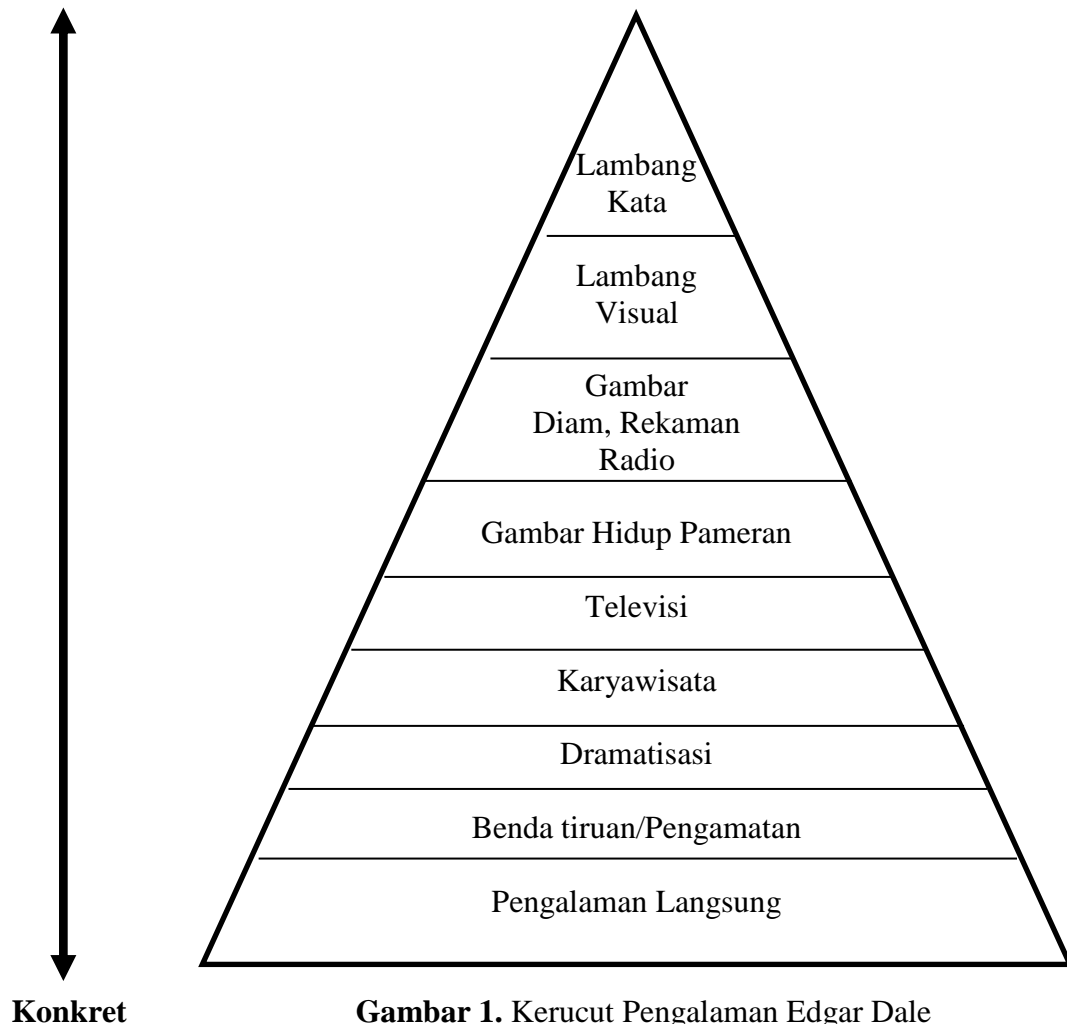 Lambang
Kata
Lambang
Visual
Gambar
Diam, Rekaman
Radio
Gambar Hidup Pameran
Televisi
Karyawisata
Dramatisasi
Benda tiruan/Pengamatan
Pengalaman Langsung
Konkret
Gambar 1. Kerucut Pengalaman Edgar Dale